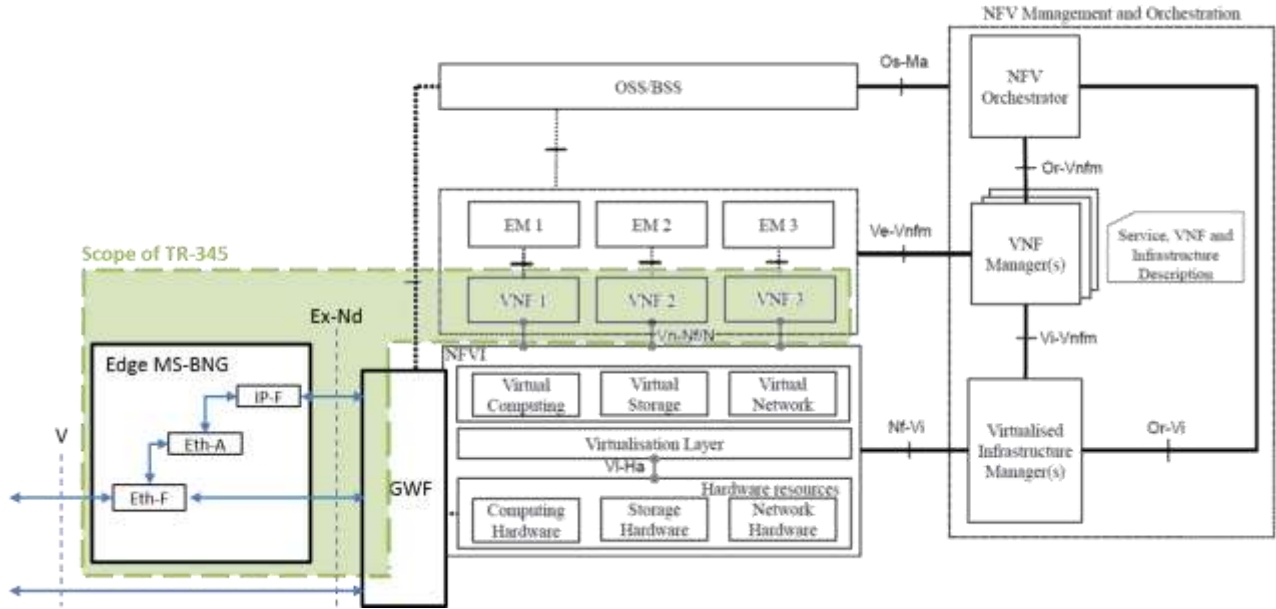 NFV Management and Orchestration
Os-Ma
OSS/BSS
NFV
Orchestrator
Or-Vnfm
EM 1
EM 2
EM 3
Ve-Vnfm
VNF
Manager(s)
Service, VNF and
Infrastructure
Description
Scope of TR-345
VNF 1
VNF 2
VNF 3
Ex-Nd
Vn-Nf/N
Vi-Vnfm
NFVI
Edge MS-BNG
IP-F
Virtual
Computing
Virtual
Storage
Virtual
Network
V
Eth-A
Virtualisation Layer
Nf-Vi
Virtualised
Infrastructure
Manager(s)
Or-Vi
Vl-Ha
Eth-F
GWF
Hardware resources
Computing
Hardware
Storage
Hardware
Network
Hardware